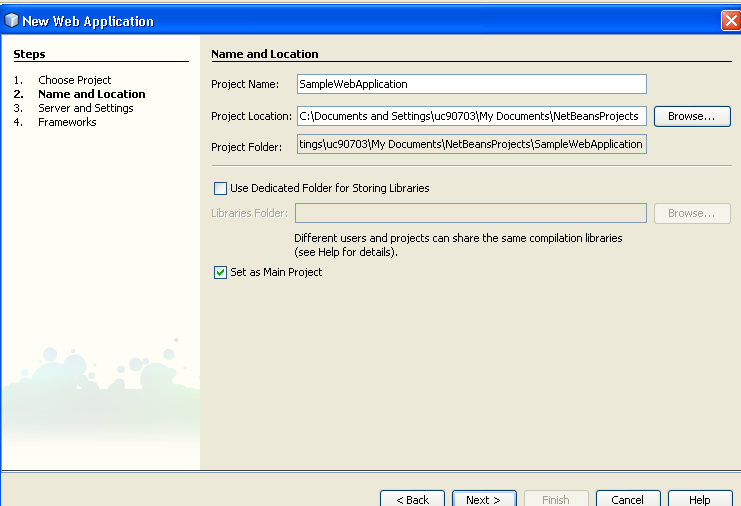 New Web Application
Steps
1. Choose Project
2. Name and Location
3. Server and Settings
4. Frameworks
Name and Location
Project Name: SampleWebApplication
Project Location: C:\Documents and Settings\uc90703\My Documents\NetBeansProjects Browse...
Project Folder: tings\uc90703\My Documents\NetBeansProjects\SampleWebApplication
Use Dedicated Folder for Storing Libraries
Libraries Folder: Browse...
Different users and projects can share the same compilation libraries
(see Help for details).
Set as Main Project
< Back Next > Finish Cancel Help